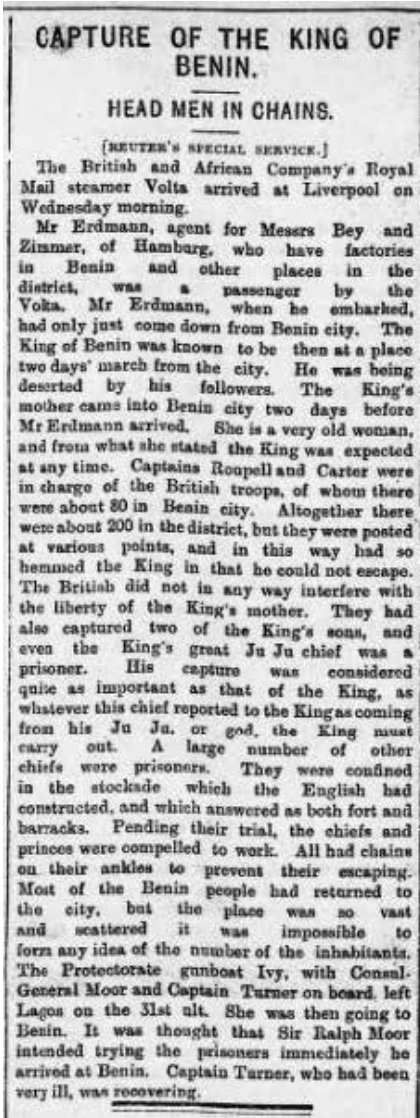 CAPTURE OF THE KING OF
BENIN.
HEAD MEN IN CHAINS.
[REUTER'S SPECIAL SERVICE.]
The British and African Company's Royal
Mail steamer Volta arrived at Liverpool on
Wednesday morning.
Mr Erdmann, agent for Messrs Bey and
Zimmer, of Hamburg, who have factories
in Benin and other places in the
district, was a passenger by the
Voka. Mr Erdmann, when he embarked,
had only just come down from Benin city. The
King of Benin was known to be then at a place
two days' march from the city. He was being
deserted by his followers. The King's
mother came into Benin city two days before
Mr Erdmann arrived. She is a very old woman,
and from what she stated the King was expected
at any time. Captains Roupell and Carter were
in charge of the British troops, of whom there
were about 80 in Benin city. Altogether there
were about 200 in the district, but they were posted
at various points, and in this way had so
hemmed the King in that he could not escape.
The British did not in any way interfere with
the liberty of the King's mother. They had
also captured two of the King's sons, and
even the King's great Ju Ju chief was a
prisoner. His capture was considered
quite as important as that of the King, as
whatever this chief reported to the King as coming
from his Ju Ju, or god, the King must
carry out. A large number of other
chiefs were prisoners. They were confined
in the stockade which the English had
constructed, and which answered as both fort and
barracks. Pending their trial, the chiefs and
princes were compelled to work. All had chains
on their ankles to prevent their escaping.
Most of the Benin people had returned to
the city, but the place was so vast
and scattered it was impossible to
form any idea of the number of the inhabitants.
The Protectorate gunboat Ivy, with Consul-
General Moor and Captain Turner on board, left
Lagos on the 31st ult. She was then going to
Benin. It was thought that Sir Ralph Moor
intended trying the prisoners immediately he
arrived at Benin. Captain Turner, who had been
very ill, was recovering.